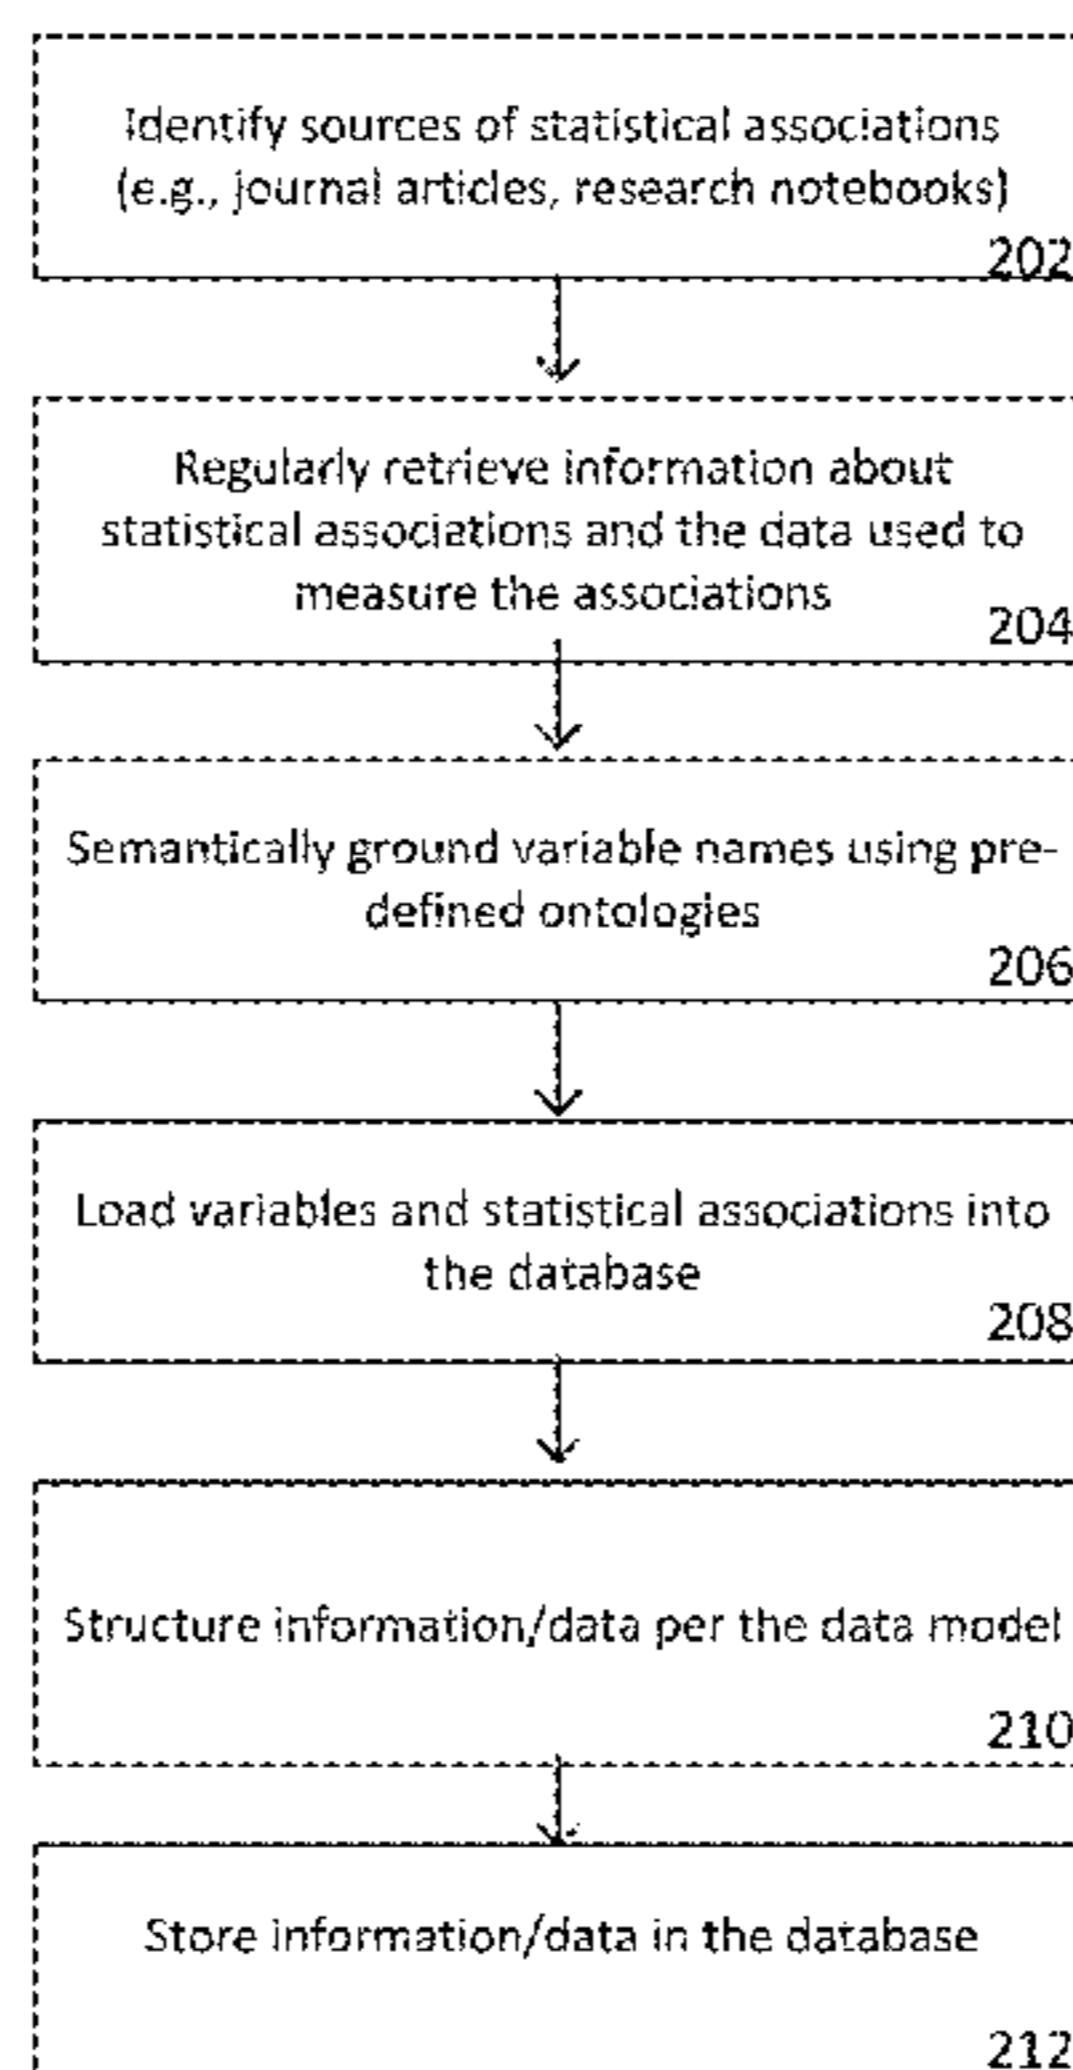 Identify sources of statistical associations
(e.g., journal articles, research notebooks)
202
Regularly retrieve information about
statistical associations and the data used to
measure the associations
204
Semantically ground variable names using pre-
defined ontologies
206
Load variables and statistical associations into
the database
208
Structure information/data per the data model
210
Store information/data in the database
212